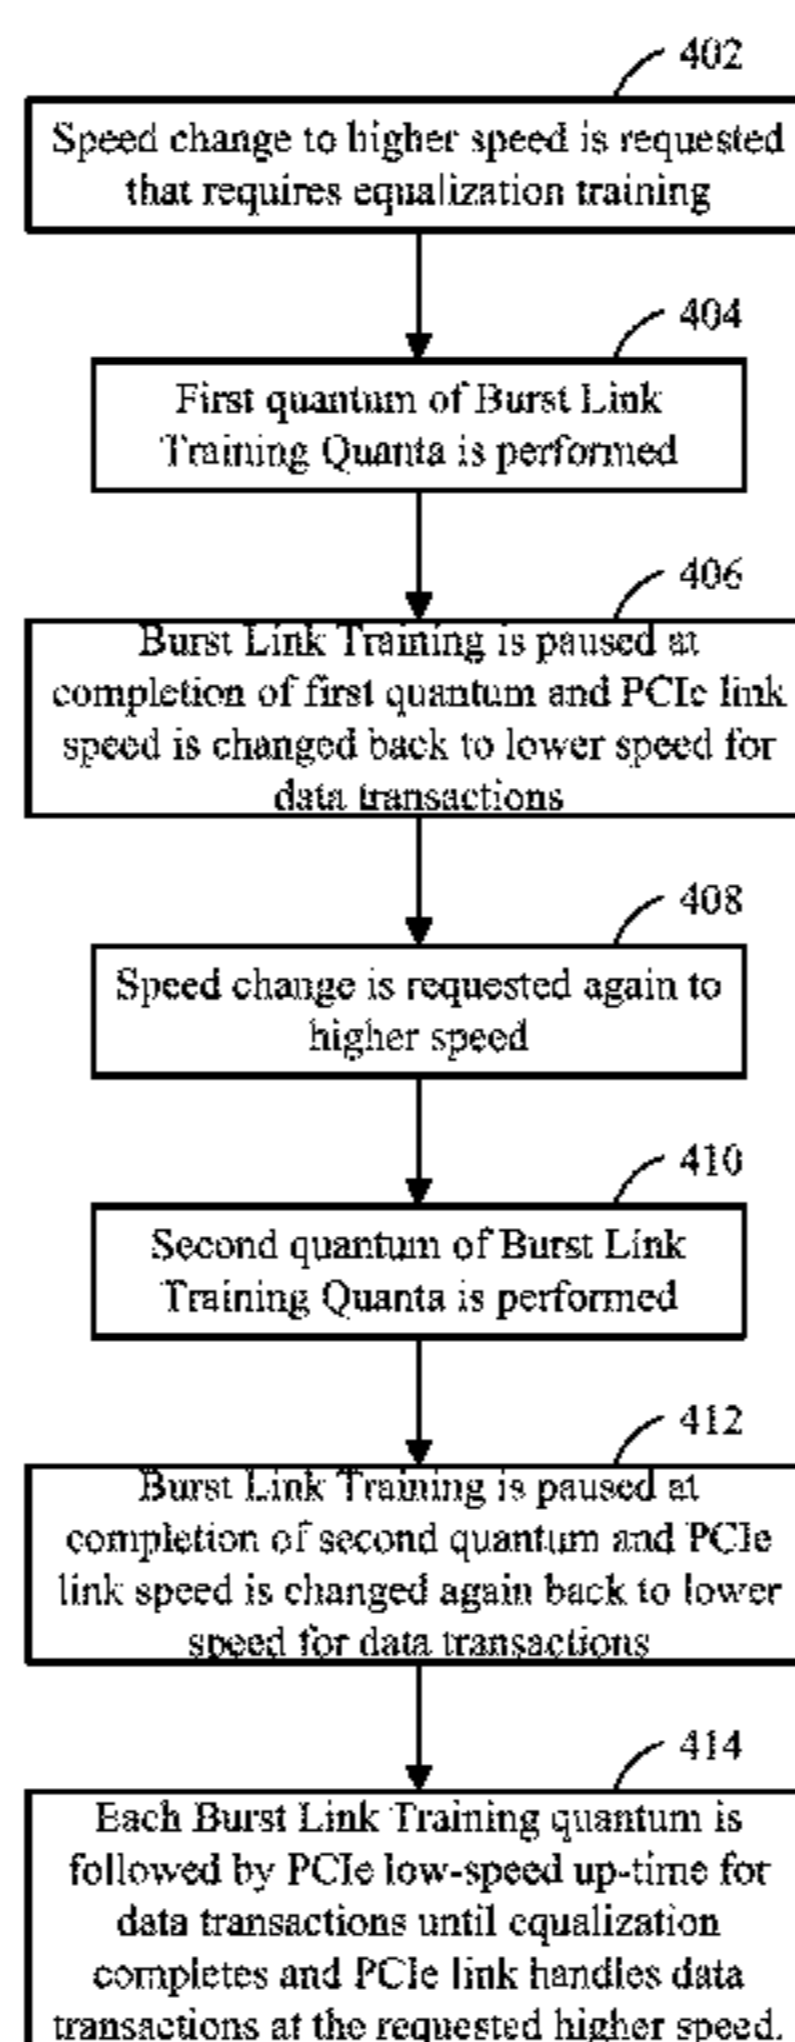 402
Speed change to higher speed is requested
that requires equalization training
404
First quantum of Burst Link
Training Quanta is performed
406
Burst Link Training is paused at
completion of first quantum and PCIe link
speed is changed back to lower speed for
data transactions
408
Speed change is requested again to
higher speed
410
Second quantum of Burst Link
Training Quanta is performed
412
Burst Link Training is paused at
completion of second quantum and PCIe
link speed is changed again back to lower
speed for data transactions
414
Each Burst Link Training quantum is
followed by PCIe low-speed up-time for
data transactions until equalization
completes and PCIe link handles data
transactions at the requested higher speed.